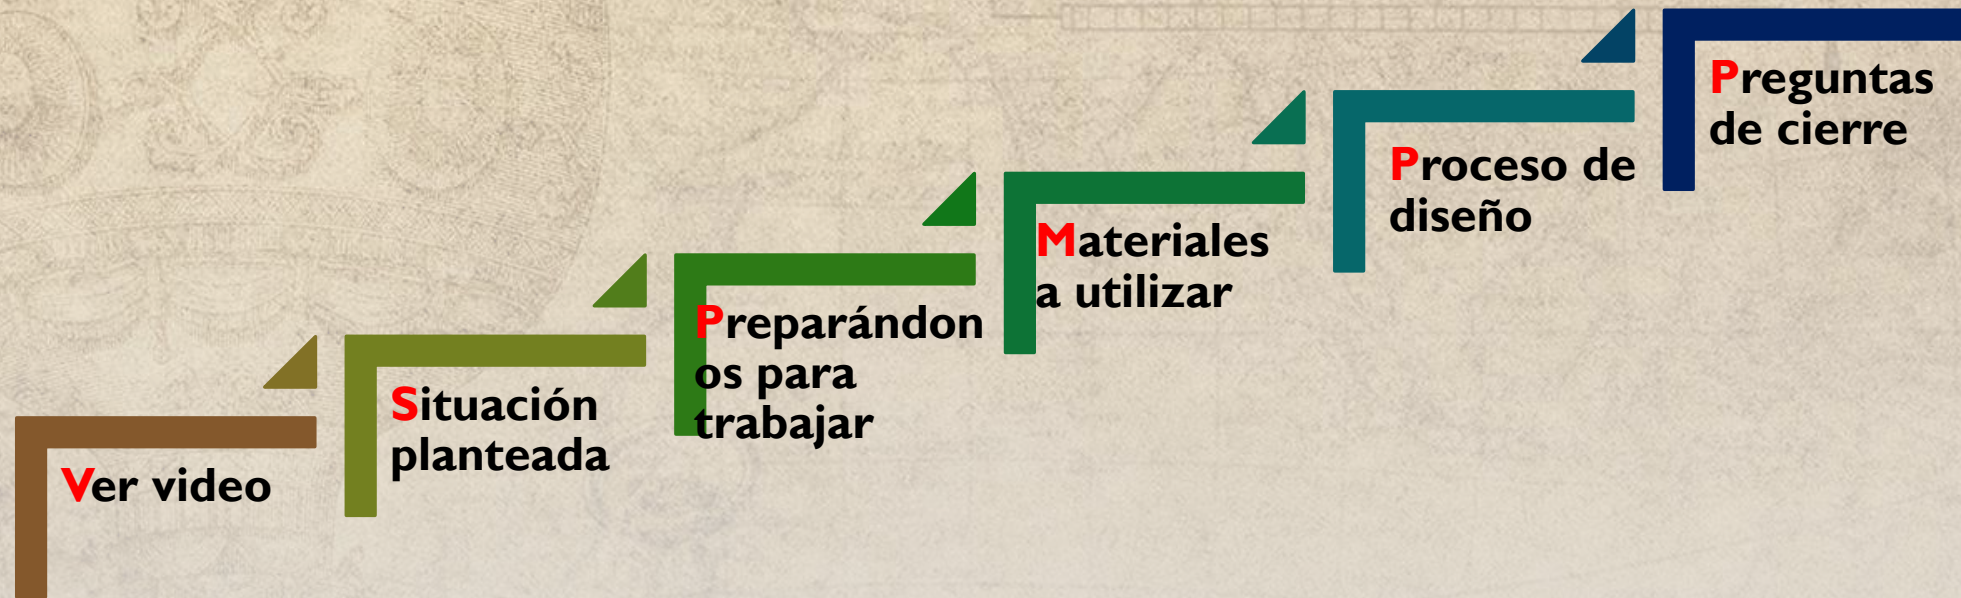 Ver video
Situación
planteada
Preparándon
os para
trabajar
Materiales
a utilizar
Proceso de
diseño
Preguntas
de cierre